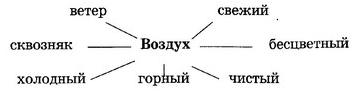 ветер свежий
сквозняк Воздух бесцветный
холодный горный чистый